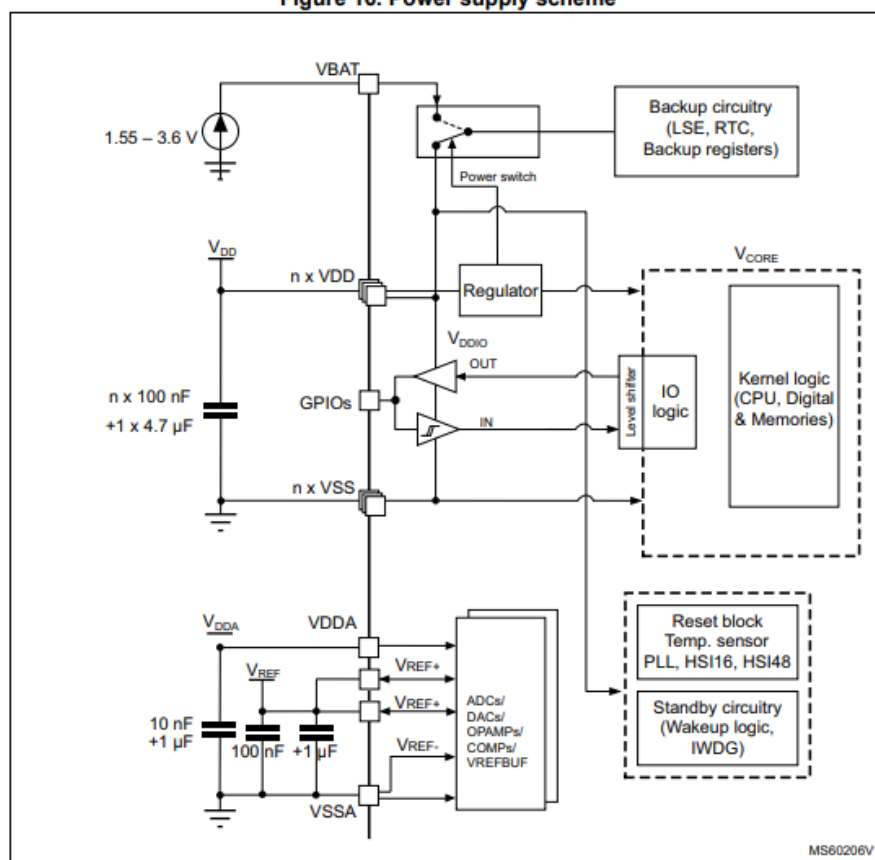 Figure 16. Power supply scheme
VBAT
1.55 – 3.6 V
Backup circuitry
(LSE, RTC,
Backup registers)
Power switch
VDD
n x VDD
Regulator
VCORE
VDDIO
OUT
n x 100 nF
+1 x 4.7 µF
GPIOs
Level shifter
IO
logic
Kernel logic
(CPU, Digital
& Memories)
IN
n x VSS
VDDA
VDDA
Reset block
Temp. sensor
PLL, HSI16, HSI48
VREF
VREF+
VREF+
ADCs/
DACs/
OPAMPs/
COMPs/
VREFBUF
10 nF
+1 µF
100 nF
+1 µF
VREF-
Standby circuitry
(Wakeup logic,
IWDG)
VSSA